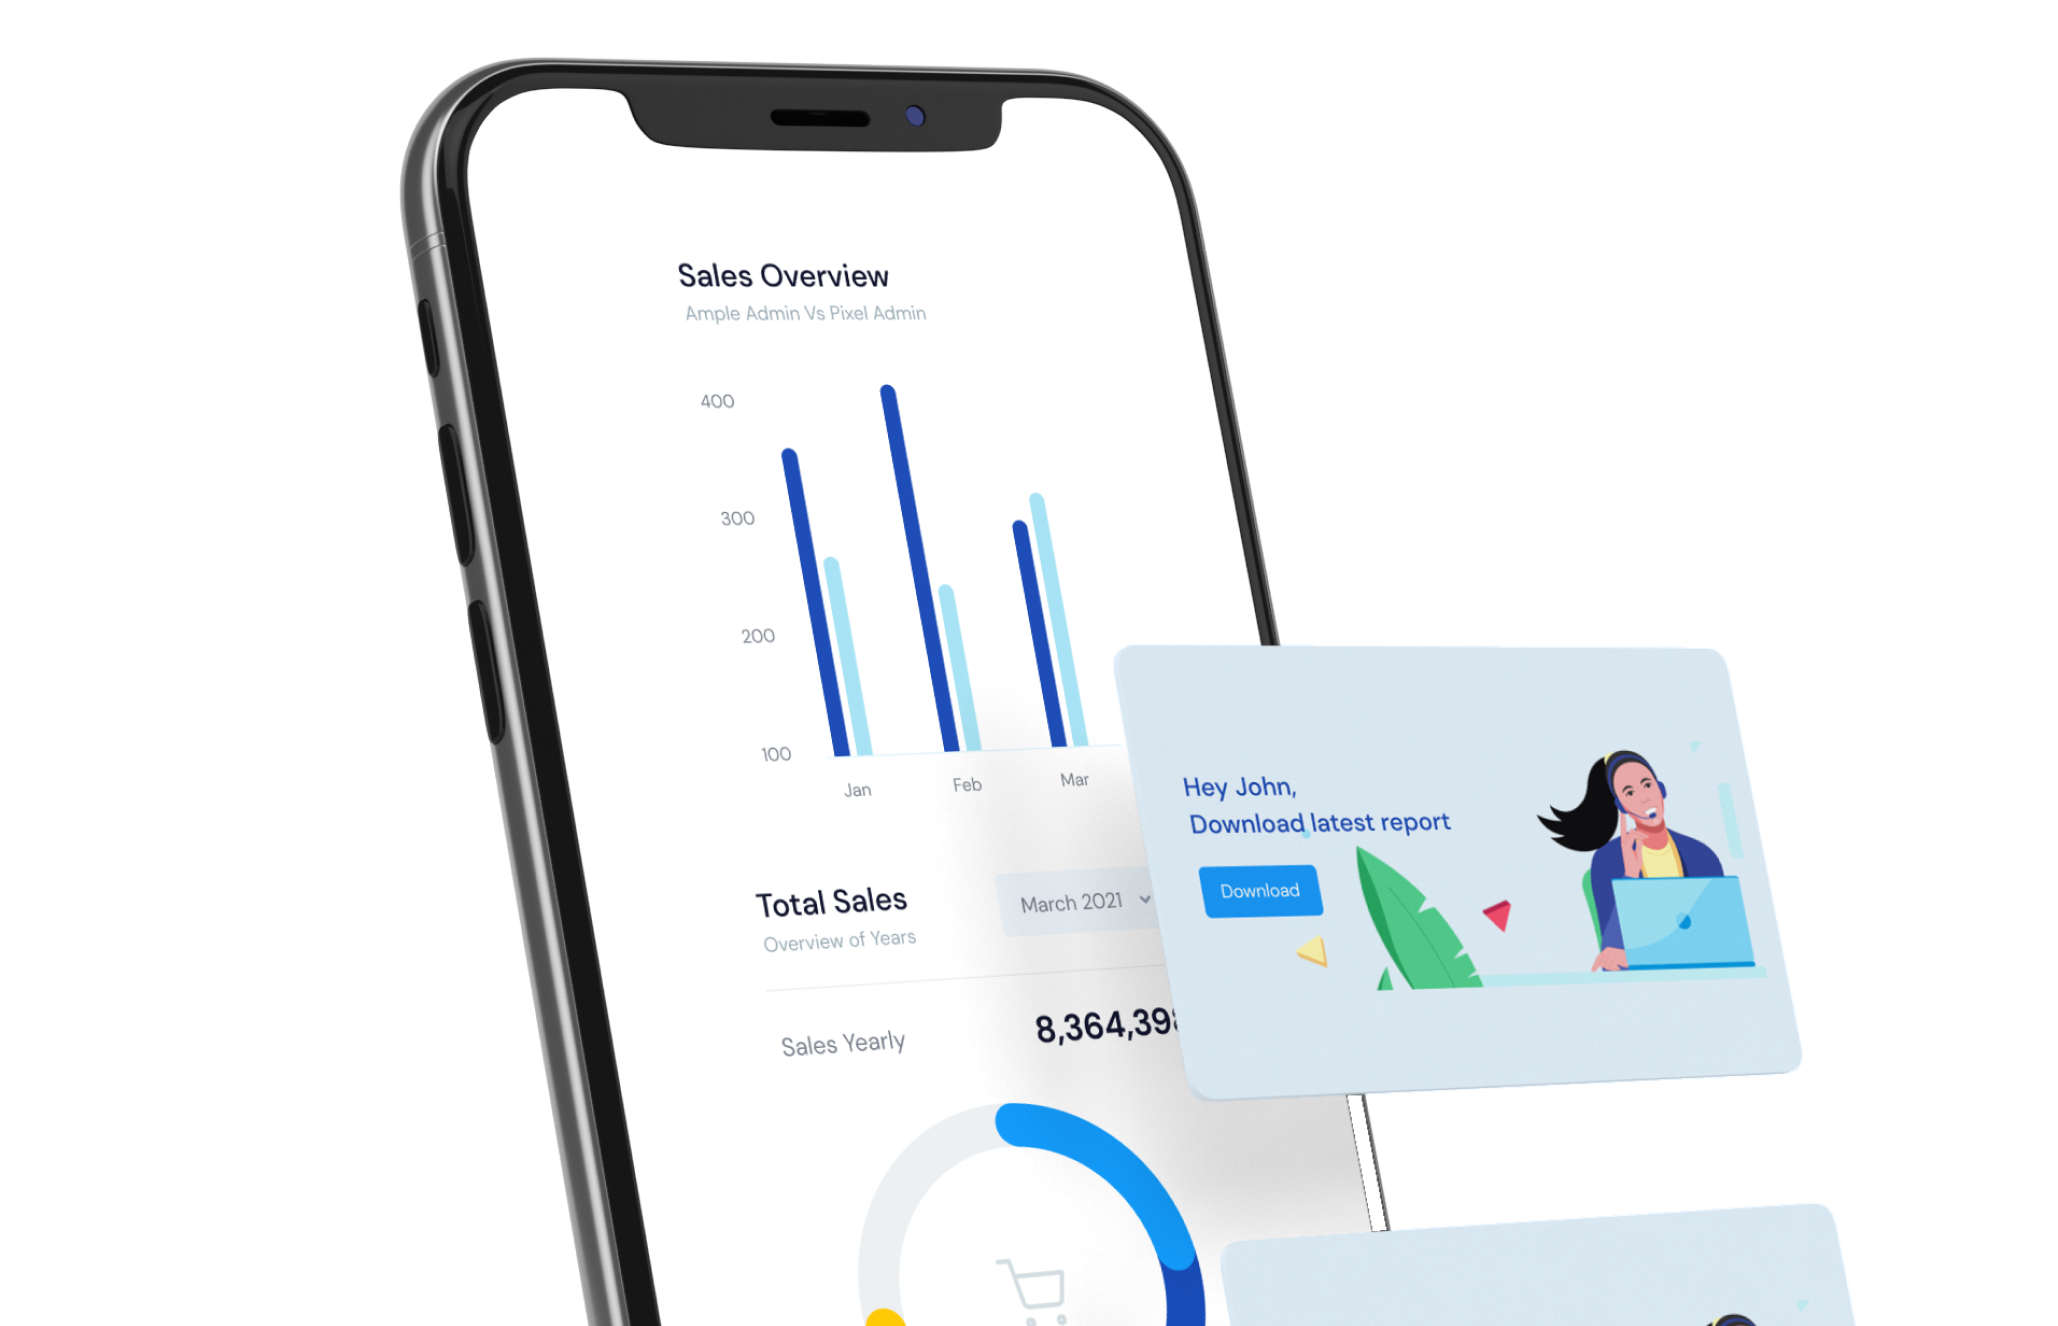 Sales Overview
Ample Admin Vs Pixel Admin
400
300
200
100
Jan Feb Mar
Total Sales
Overview of Years
March 2021
Sales Yearly
8,364,39
Hey John,
Download latest report
Download